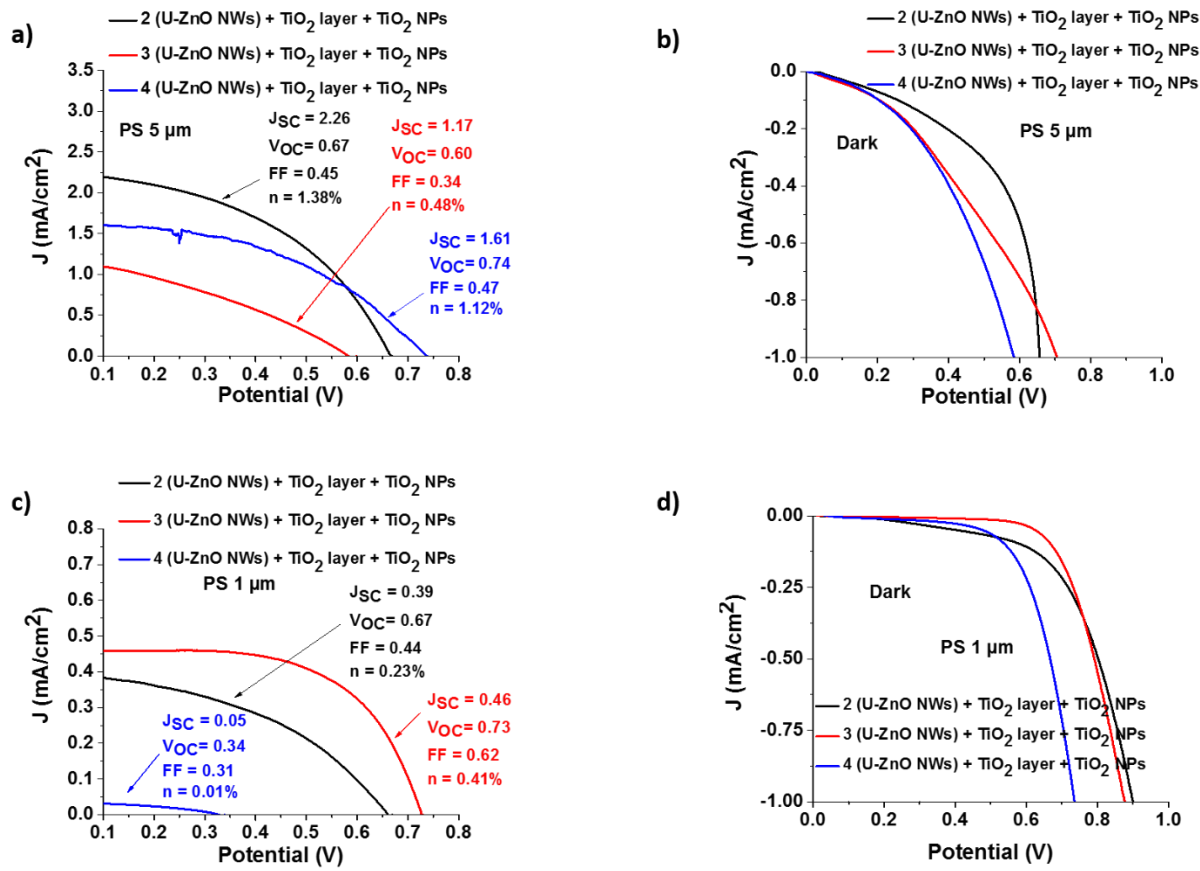 a)
2 (U-ZnO NWs) + TiO2 layer + TiO2 NPs
3 (U-ZnO NWs) + TiO2 layer + TiO2 NPs
4 (U-ZnO NWs) + TiO2 layer + TiO2 NPs
3.5
3.0
2.5
2.0
1.5
1.0
0.5
0.0
J (mA/cm2)
PS 5 µm
JSC = 2.26
VOC = 0.67
FF = 0.45
n = 1.38%
JSC = 1.17
VOC = 0.60
FF = 0.34
n = 0.48%
JSC = 1.61
VOC = 0.74
FF = 0.47
n = 1.12%
0.1 0.2 0.3 0.4 0.5 0.6 0.7 0.8
Potential (V)
b)
2 (U-ZnO NWs) + TiO2 layer + TiO2 NPs
3 (U-ZnO NWs) + TiO2 layer + TiO2 NPs
4 (U-ZnO NWs) + TiO2 layer + TiO2 NPs
0.0
-0.2
-0.4
-0.6
-0.8
-1.0
J (mA/cm2)
Dark
PS 5 µm
0.0 0.2 0.4 0.6 0.8 1.0
Potential (V)
c)
2 (U-ZnO NWs) + TiO2 layer + TiO2 NPs
3 (U-ZnO NWs) + TiO2 layer + TiO2 NPs
4 (U-ZnO NWs) + TiO2 layer + TiO2 NPs
0.8
0.7
0.6
0.5
0.4
0.3
0.2
0.1
0.0
J (mA/cm2)
PS 1 µm
JSC = 0.39
VOC = 0.67
FF = 0.44
n = 0.23%
JSC = 0.05
VOC = 0.34
FF = 0.31
n = 0.01%
JSC = 0.46
VOC = 0.73
FF = 0.62
n = 0.41%
0.1 0.2 0.3 0.4 0.5 0.6 0.7 0.8
Potential (V)
d)
0.00
-0.25
-0.50
-0.75
-1.00
J (mA/cm2)
Dark
PS 1 µm
2 (U-ZnO NWs) + TiO2 layer + TiO2 NPs
3 (U-ZnO NWs) + TiO2 layer + TiO2 NPs
4 (U-ZnO NWs) + TiO2 layer + TiO2 NPs
0.0 0.2 0.4 0.6 0.8 1.0
Potential (V)